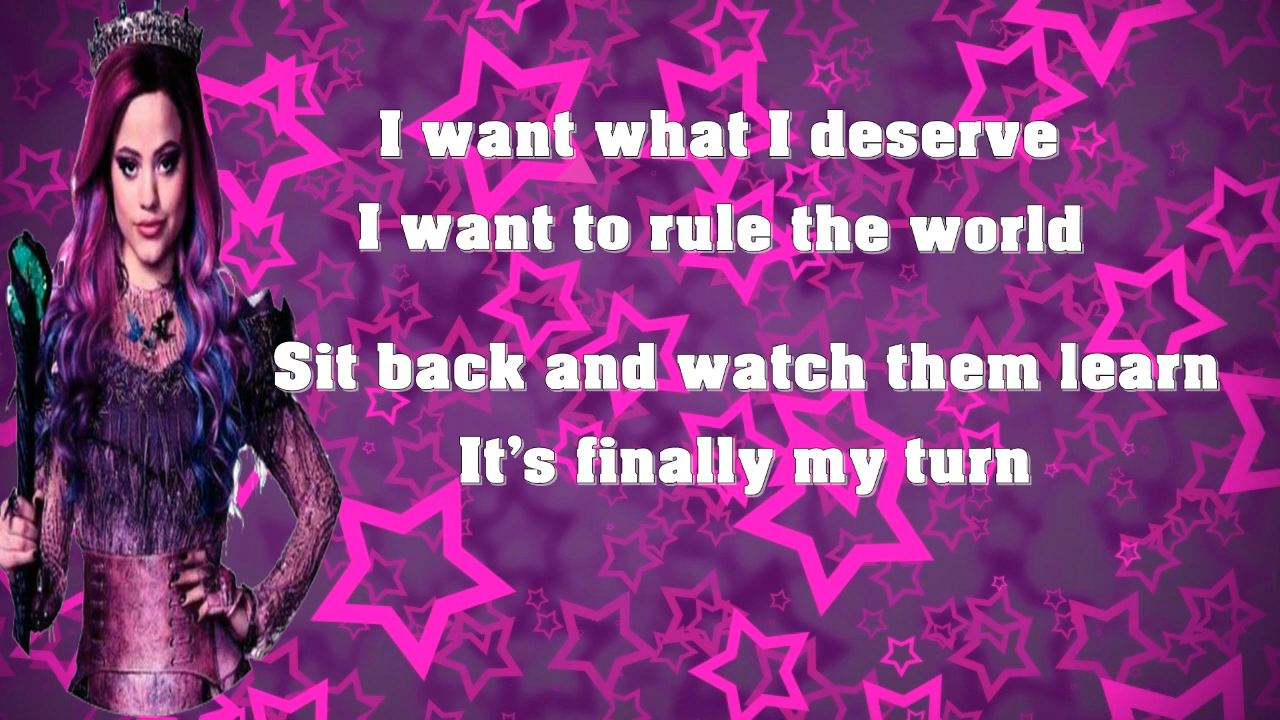 I want what I deserve
I want to rule the world
Sit back and watch them learn
It’s finally my turn